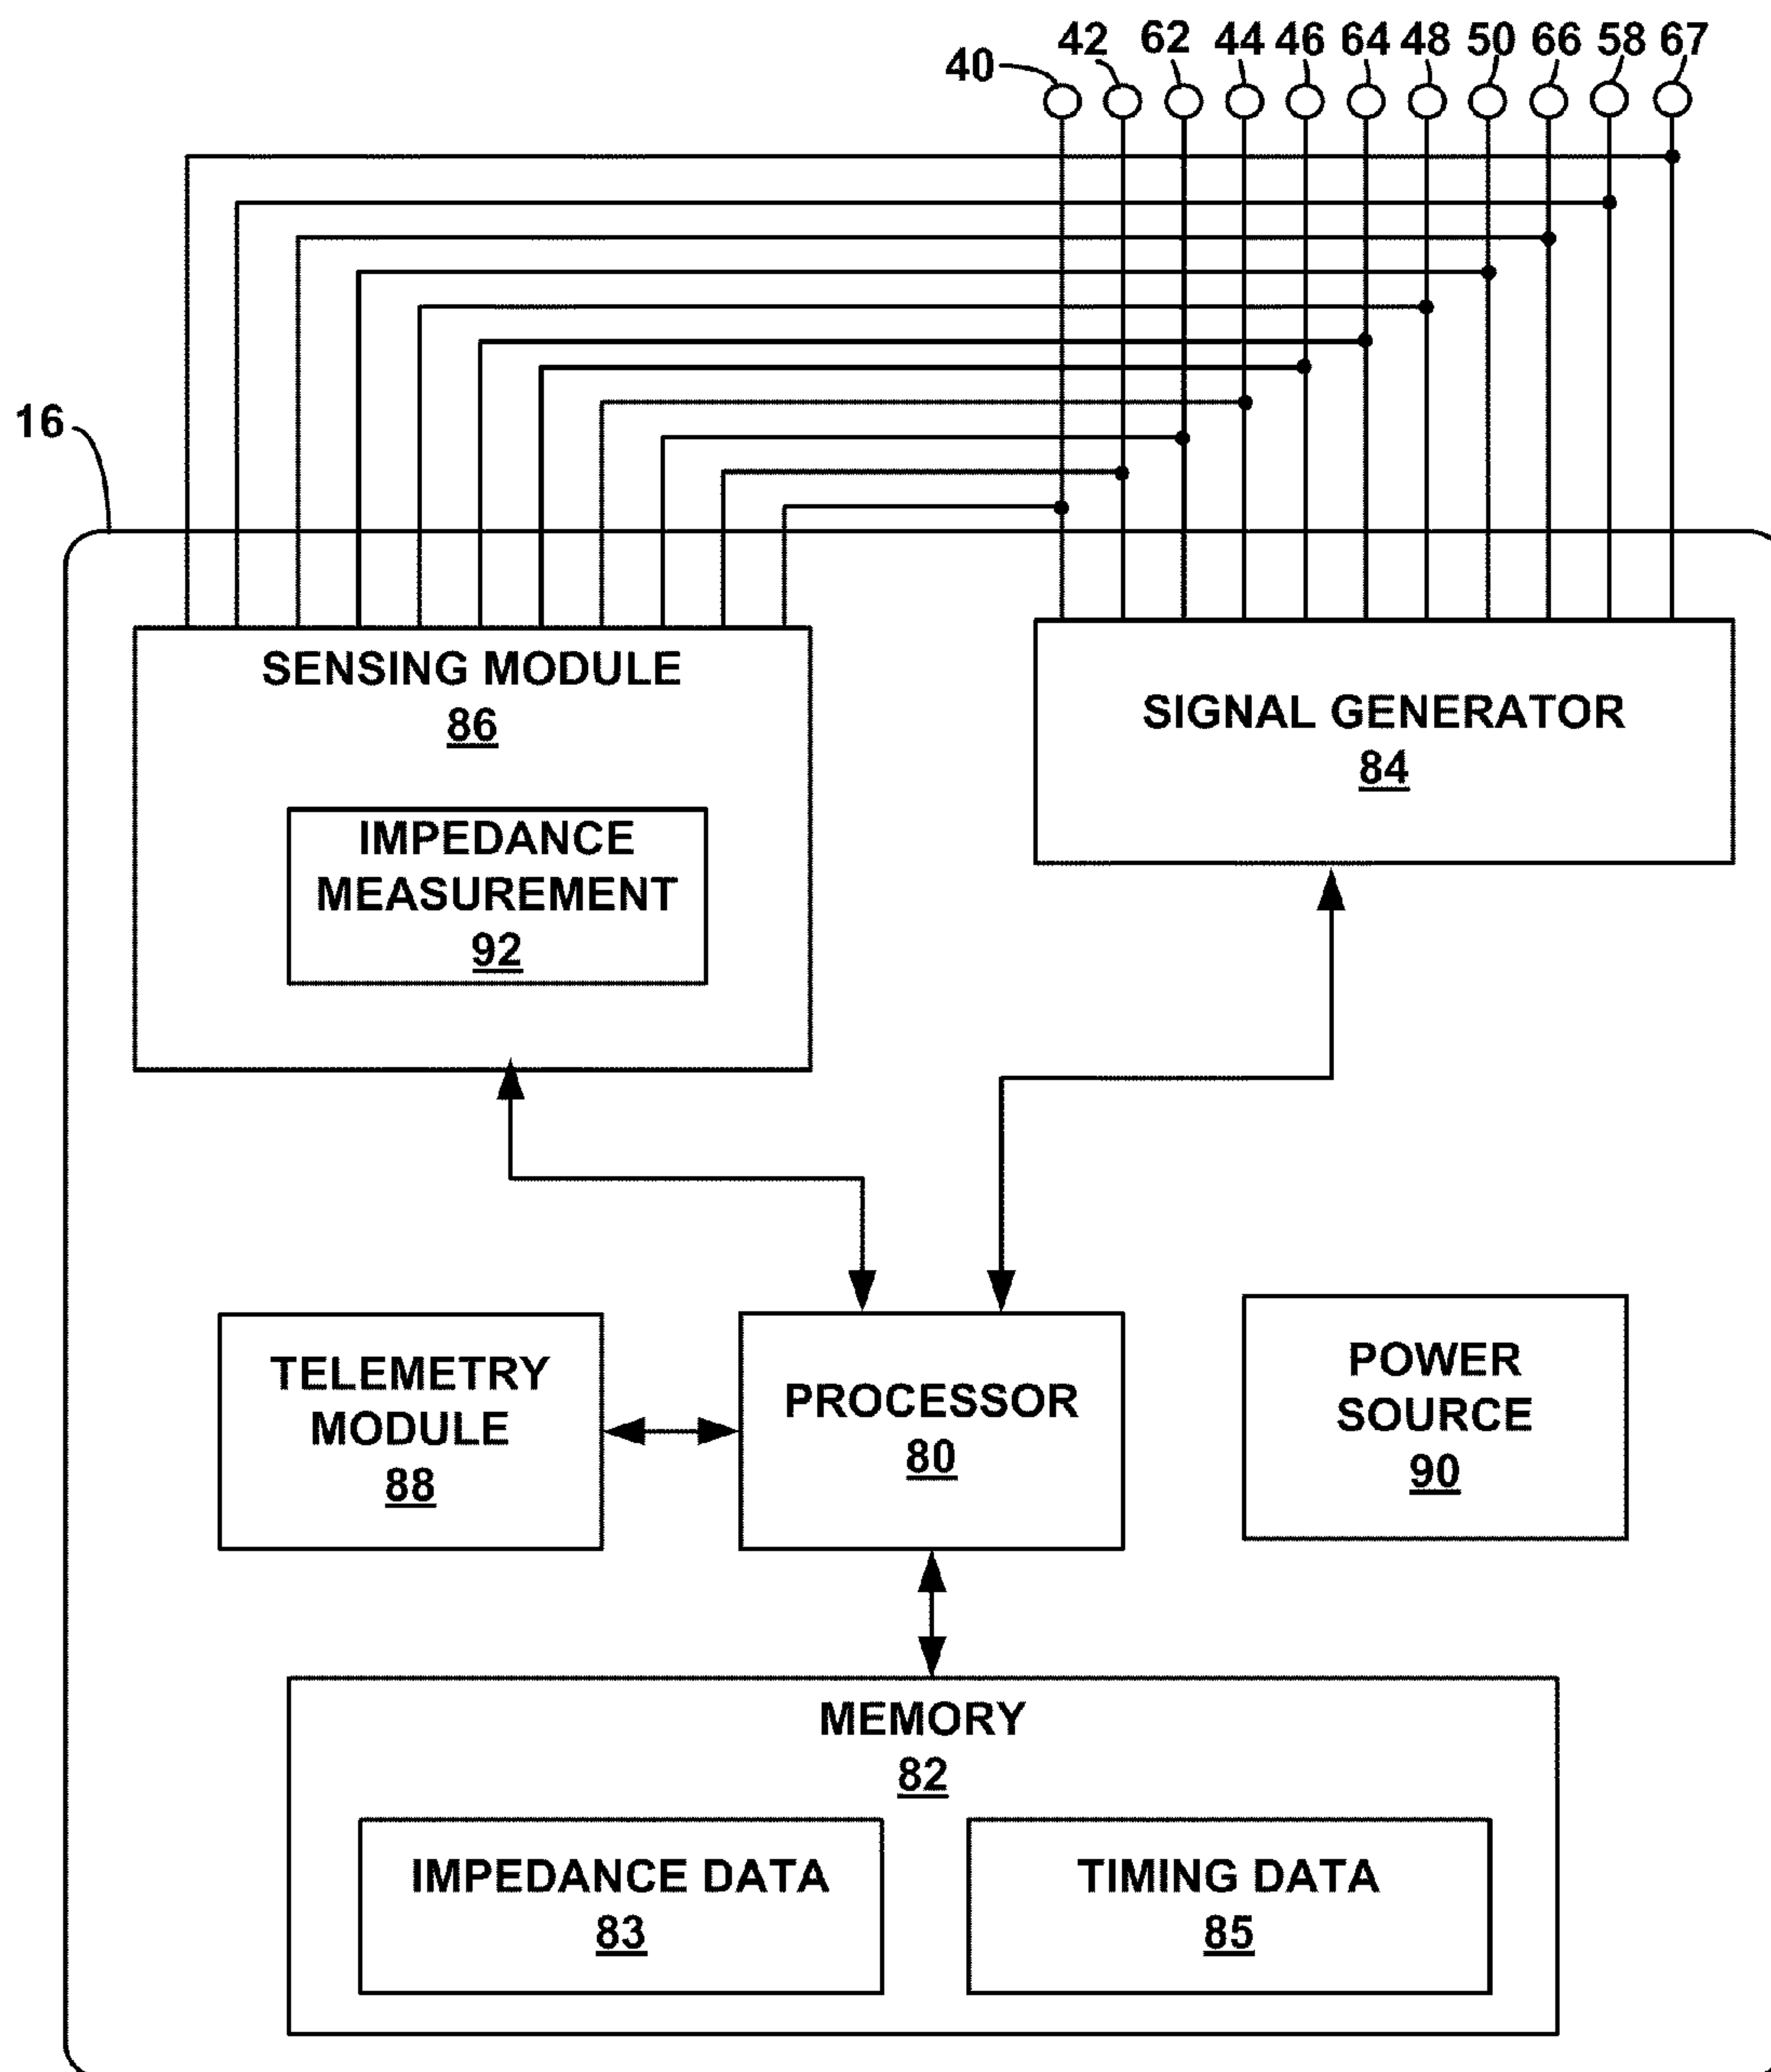 40
42
62
44
46
64
48
50
66
58
67
16
SENSING MODULE
86
IMPEDANCE
MEASUREMENT
92
SIGNAL GENERATOR
84
TELEMETRY
MODULE
88
PROCESSOR
80
POWER
SOURCE
90
MEMORY
82
IMPEDANCE DATA
83
TIMING DATA
85